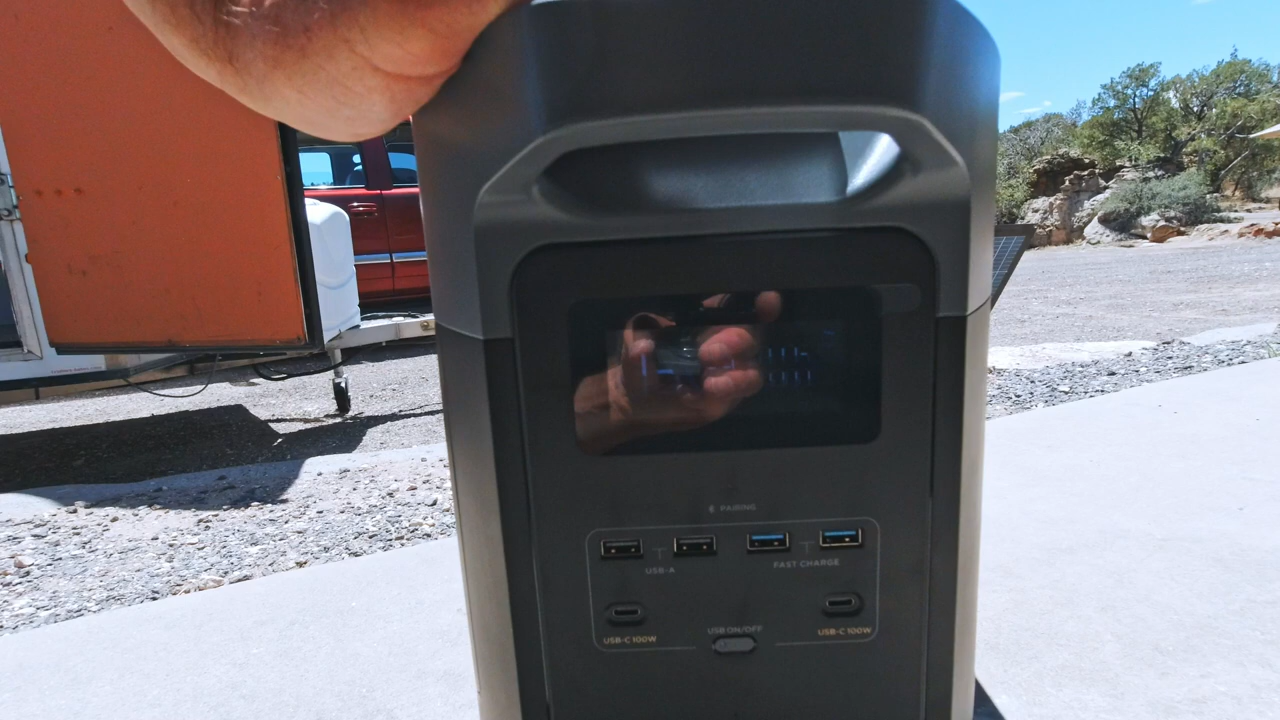 PAIRING
USB-A
FAST CHARGE
USB-C 100W
USB ON/OFF
USB-C 100W